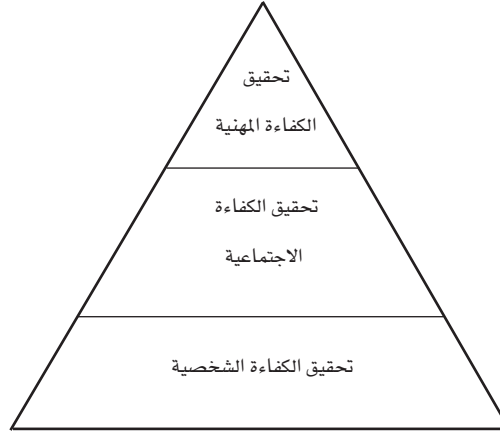 تحقيق
الكفاءة المهنية
تحقيق الكفاءة
الاجتماعية
تحقيق الكفاءة الشخصية